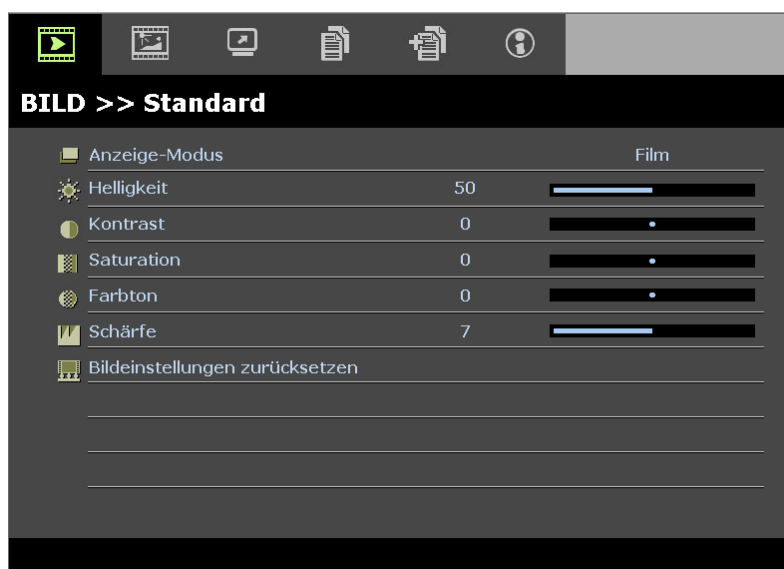 BILD >> Standard
Anzeige-Modus Film
Helligkeit 50
Kontrast 0
Saturation 0
Farbton 0
Schärfe 7
Bildeinstellungen zurücksetzen